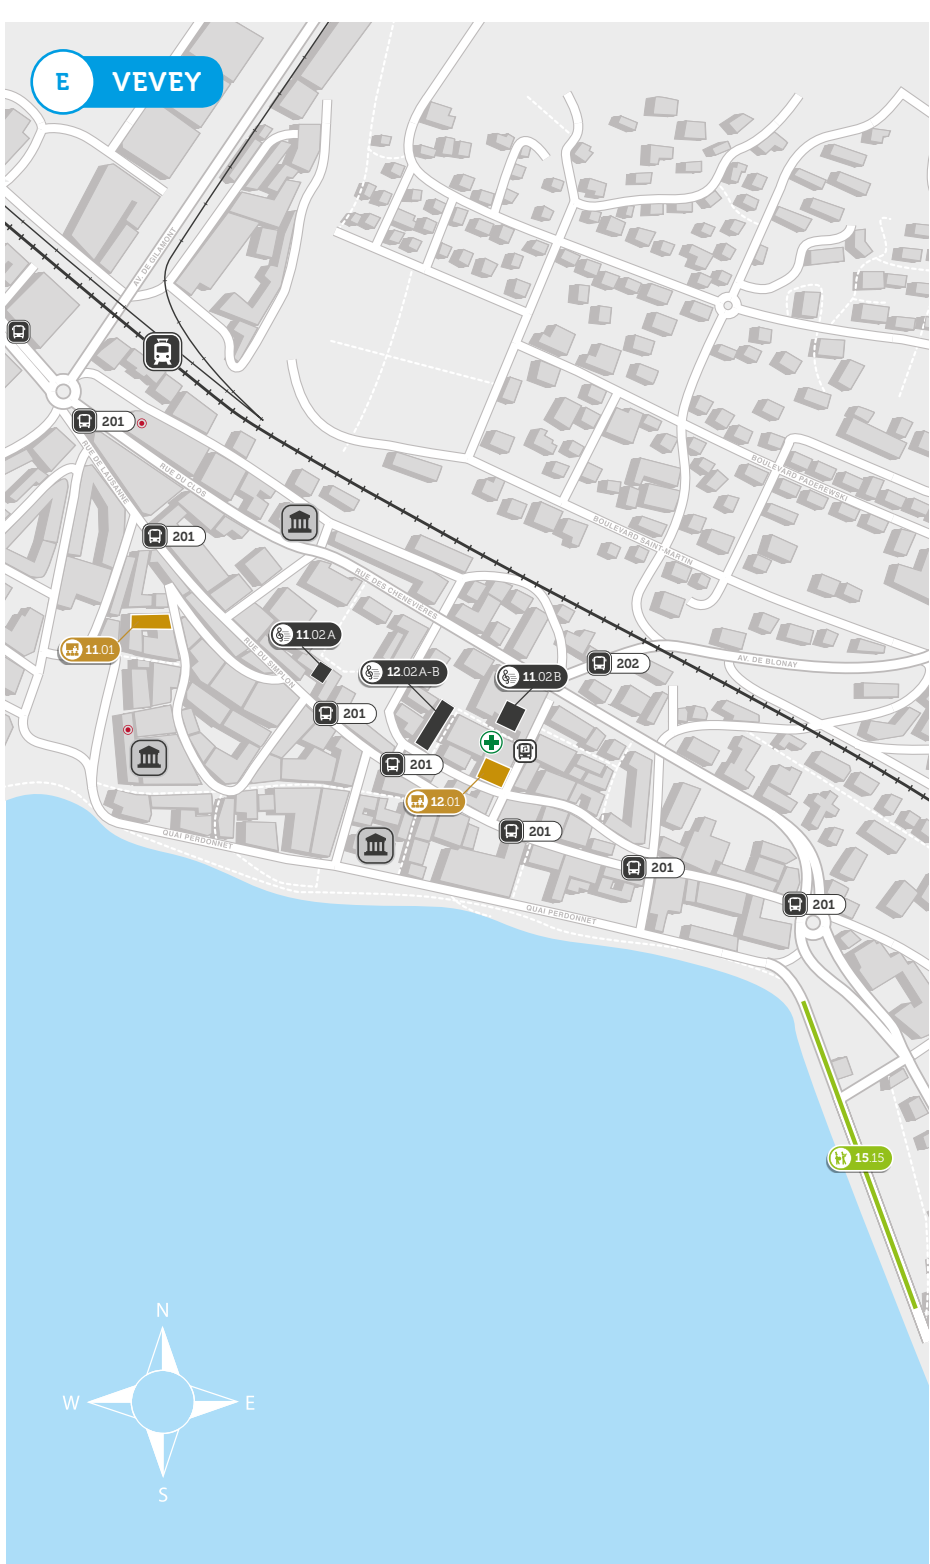 E VEVEY
AV. DE GILAMONT
201
RUE DE LAUSANNE
RUE DU CLOS
BOULEVARD PADEREWSKI
201
BOULEVARD SAINT-MARTIN
RUE DES CHENEVIÈRES
11.01
11.02 A
RUE DU SIMPLON
12.02 A-B
11.02 B
202
AV. DE BLONAY
201
201
12.01
201
QUAI PERDONNET
201
201
QUAI PERDONNET
15.15
N
W E
S